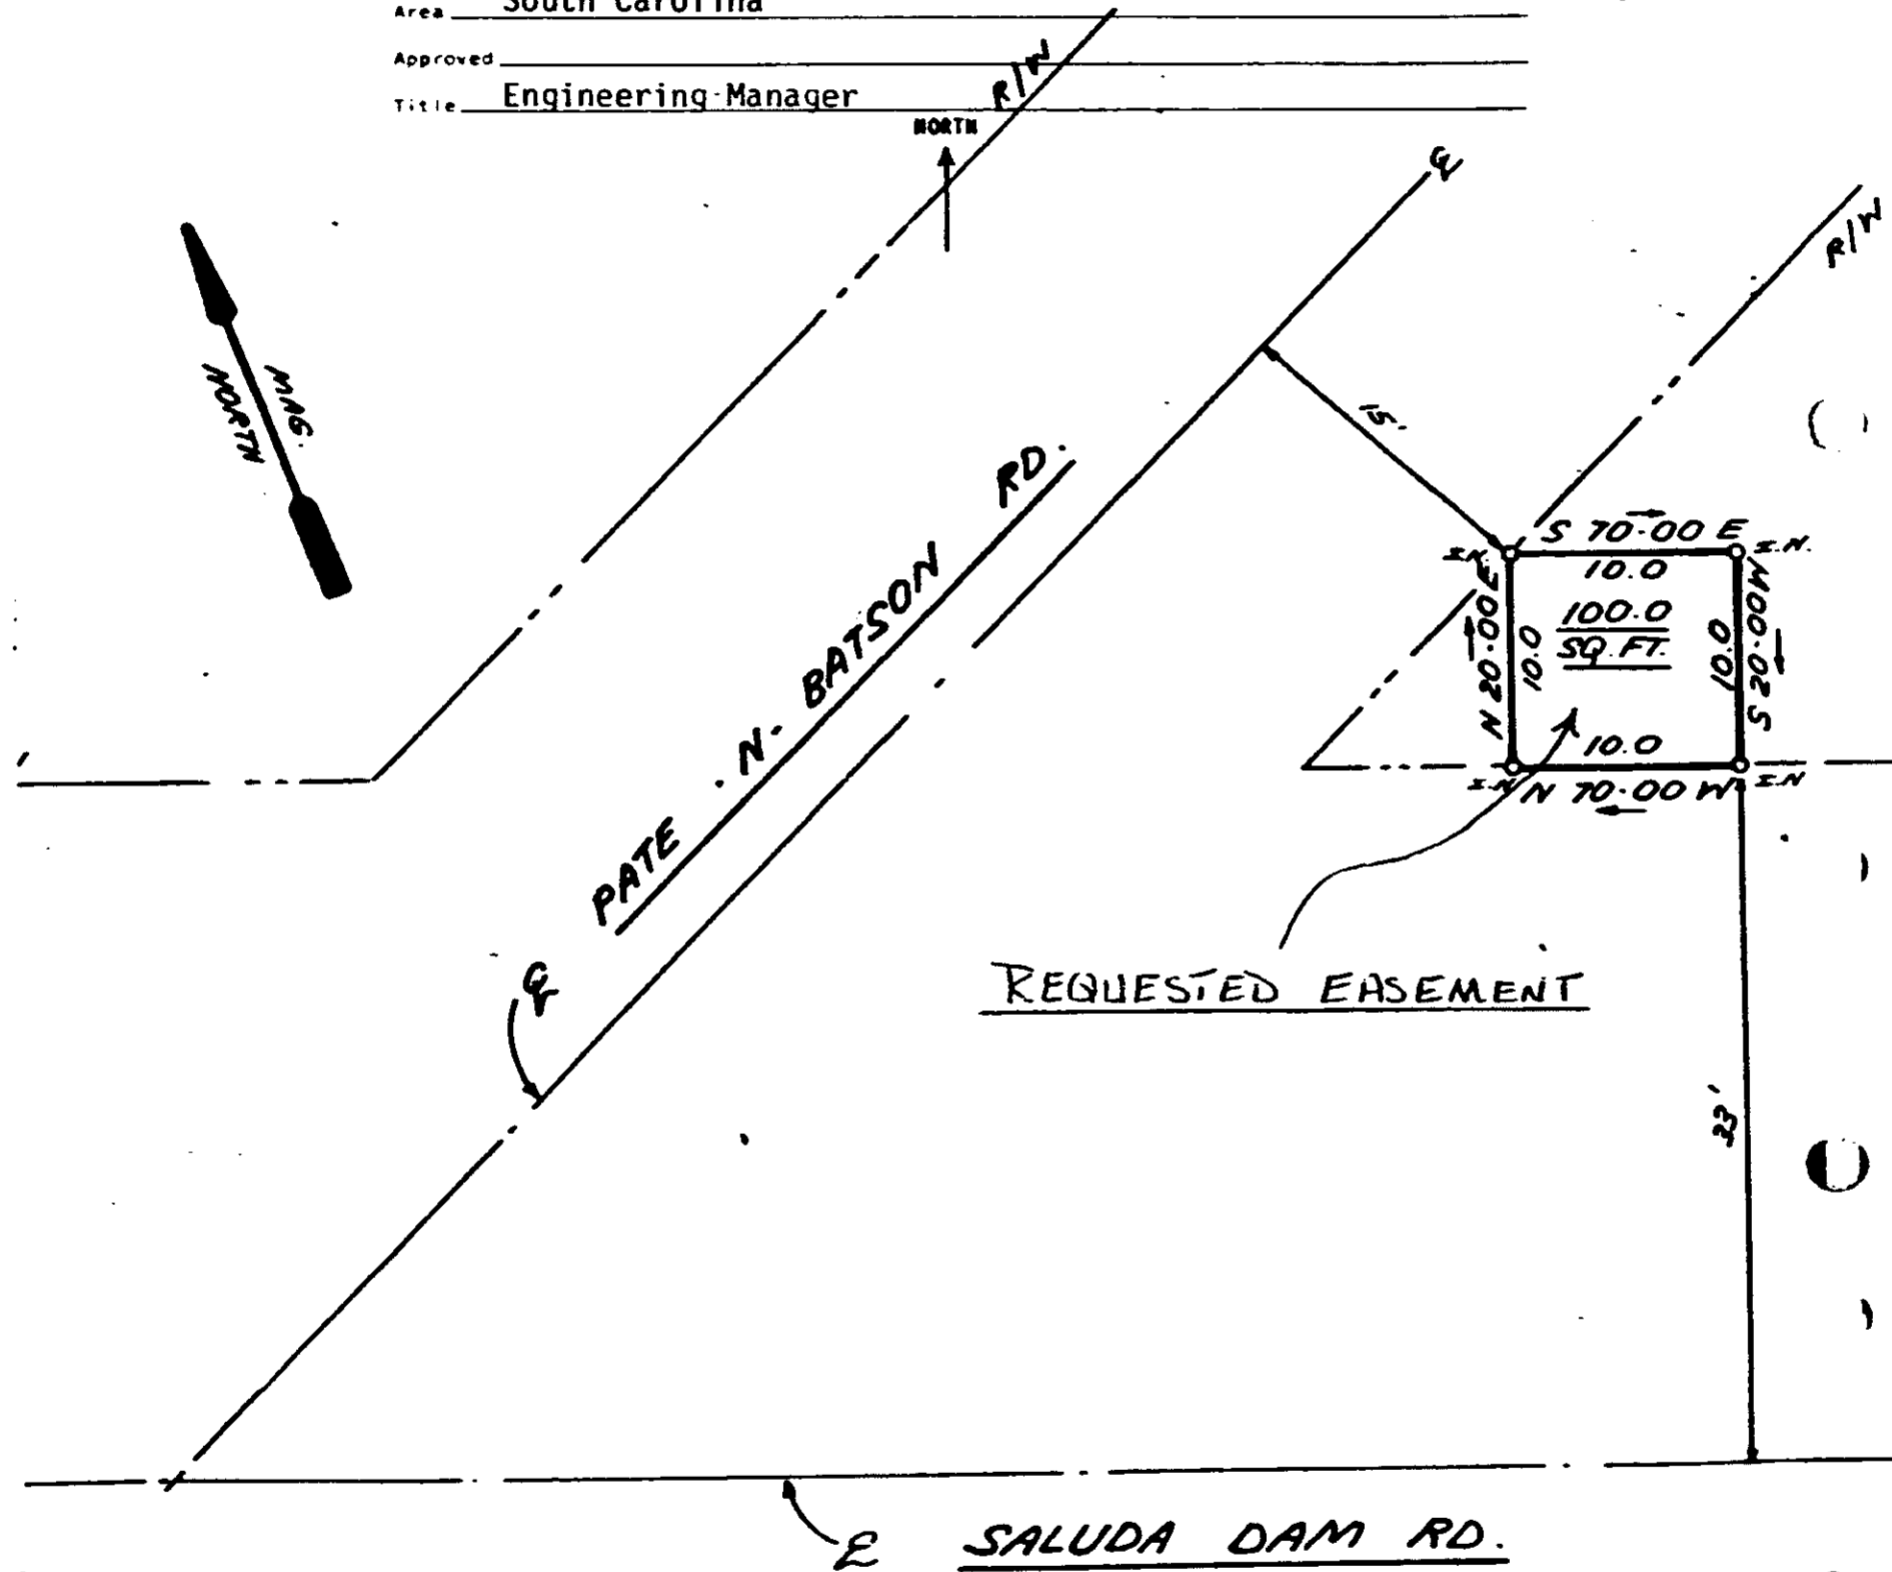 Area South Carolina
Approved
Title Engineering Manager
NORTH
R/W
℄
R/W
MAG.
NORTH
15'
PATE N. BATSON RD.
S 70-00 E
I.N.
I.N.
10.0
N 20-00 E
10.0
100.0
SQ. FT.
10.0
S 20-00 W
10.0
I.N
N 70-00 W
I.N
℄
REQUESTED EASEMENT
33'
℄
SALUDA DAM RD.